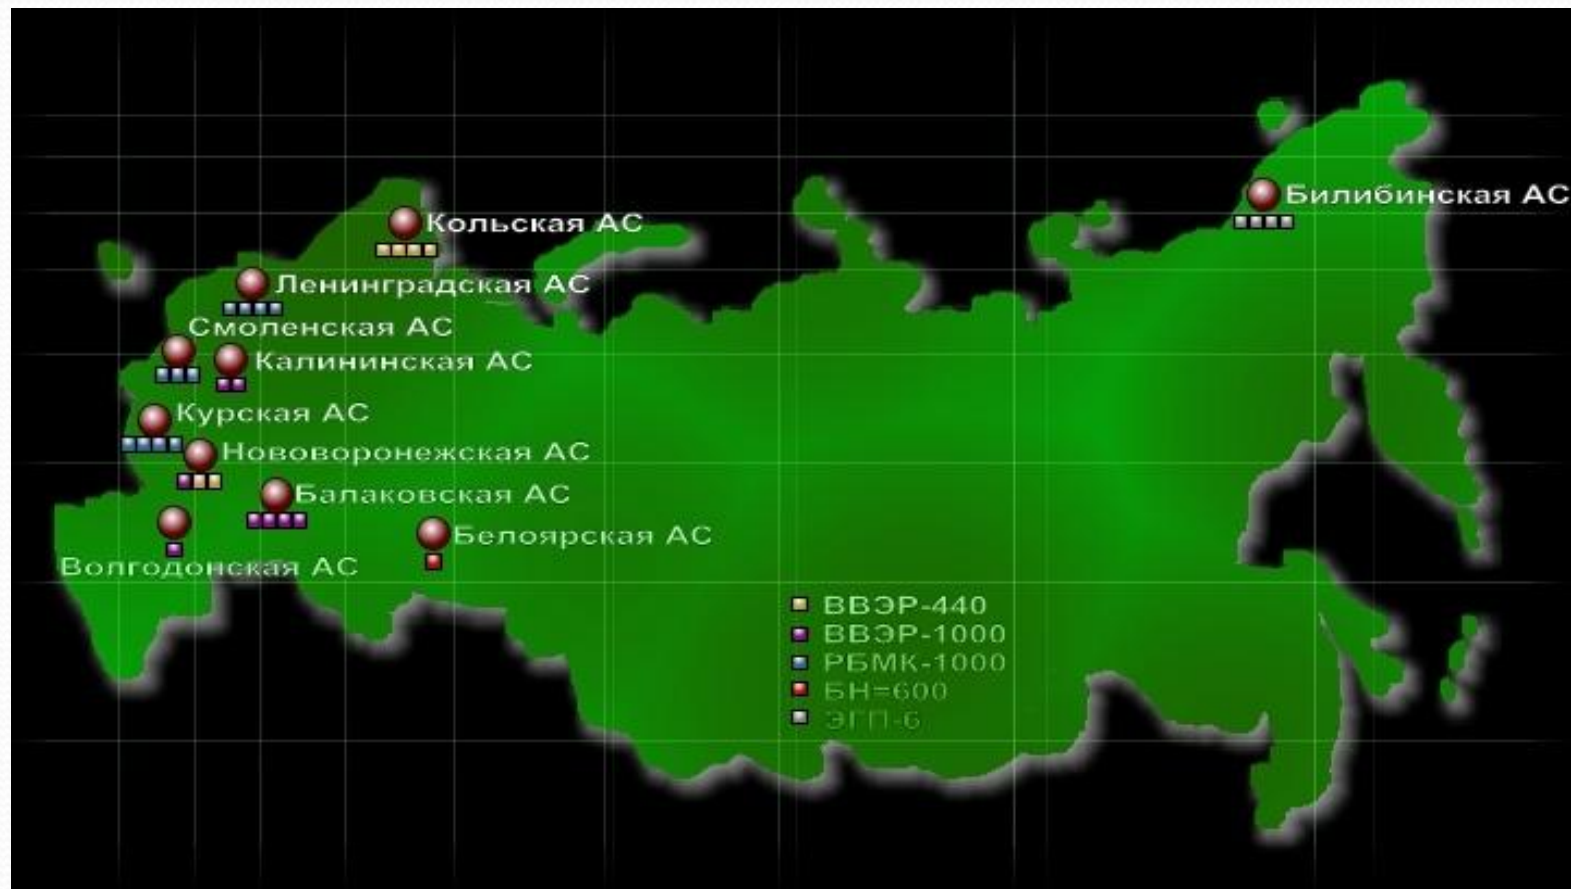 Билибинская АС
Кольская АС
Ленинградская АС
Смоленская АС
Калининская АС
Курская АС
Нововоронежская АС
Балаковская АС
Белоярская АС
Волгодонская АС
ВВЭР-440
ВВЭР-1000
РБМК-1000
БН=600
ЭГП-6